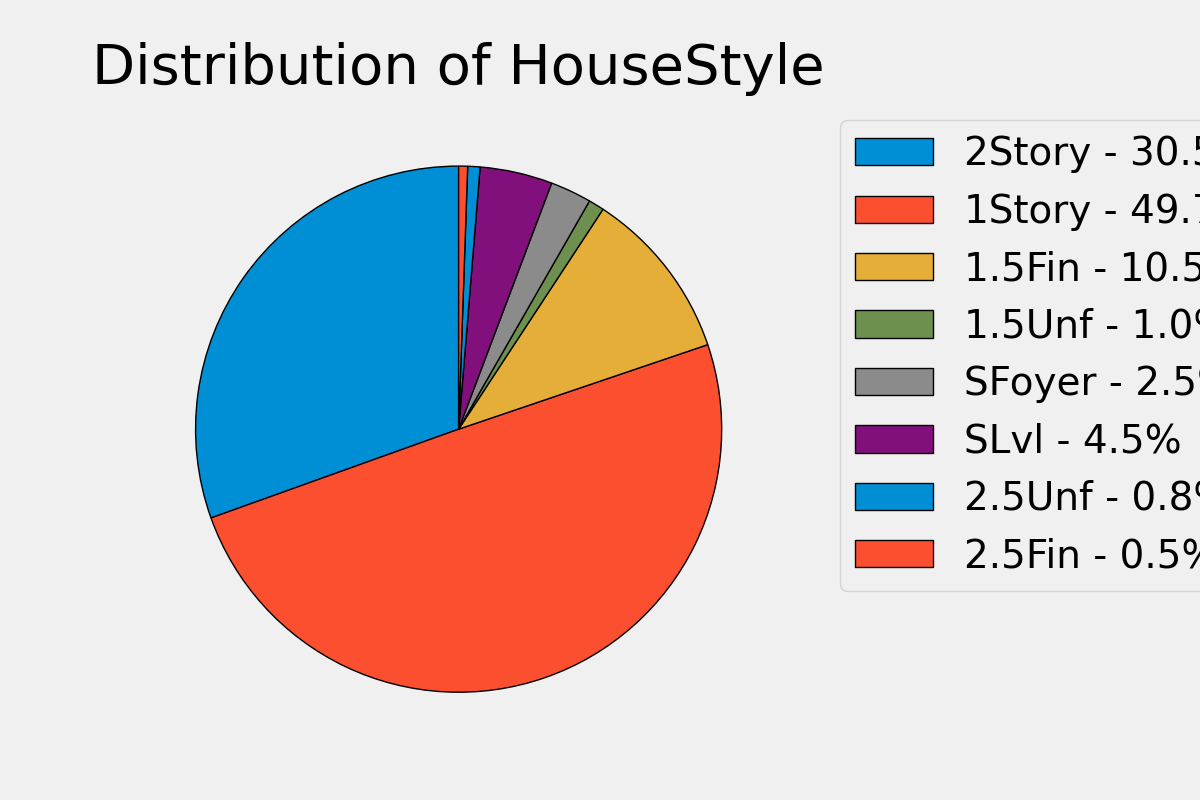 Distribution of HouseStyle
2Story - 30.5
1Story - 49.7
1.5Fin - 10.5
1.5Unf - 1.0%
SFoyer - 2.5%
SLvl - 4.5%
2.5Unf - 0.8%
2.5Fin - 0.5%